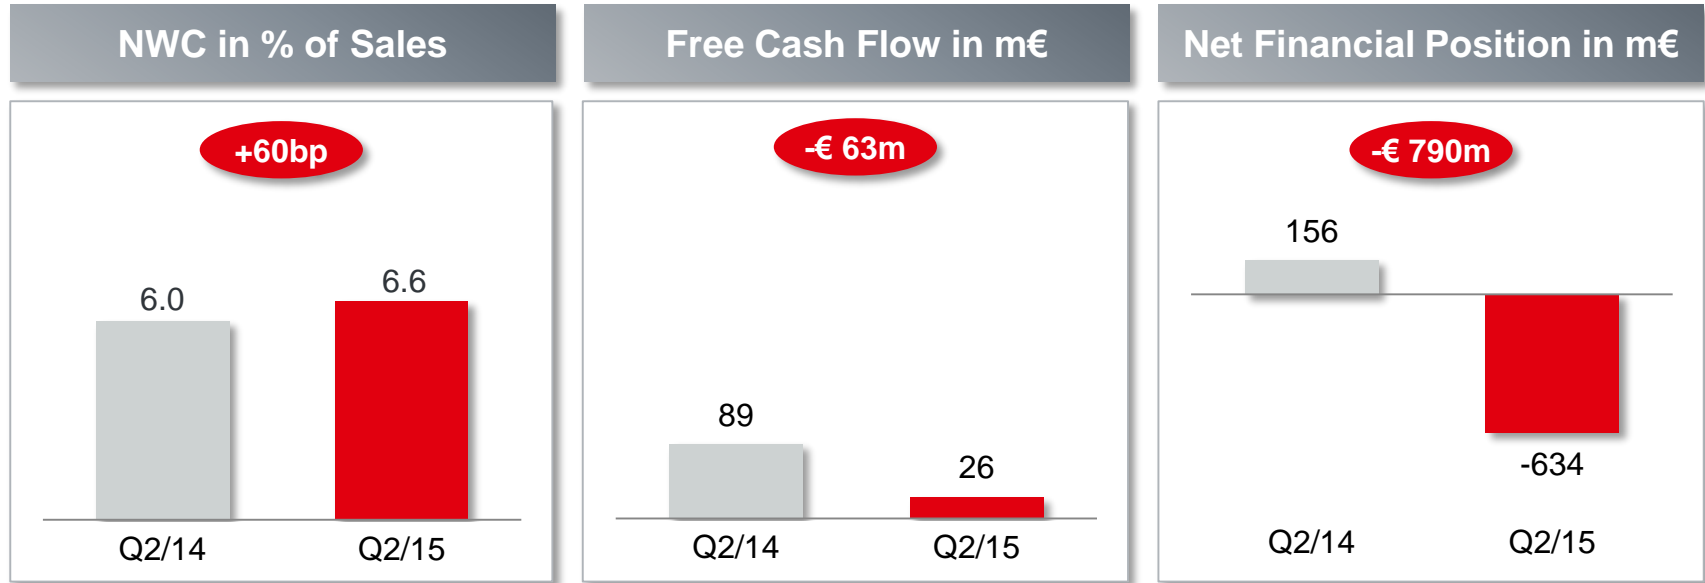 NWC in % of Sales
+60bp
6.0
6.6
Q2/14
Q2/15
Free Cash Flow in m€
-€ 63m
89
26
Q2/14
Q2/15
Net Financial Position in m€
-€ 790m
156
-634
Q2/14
Q2/15